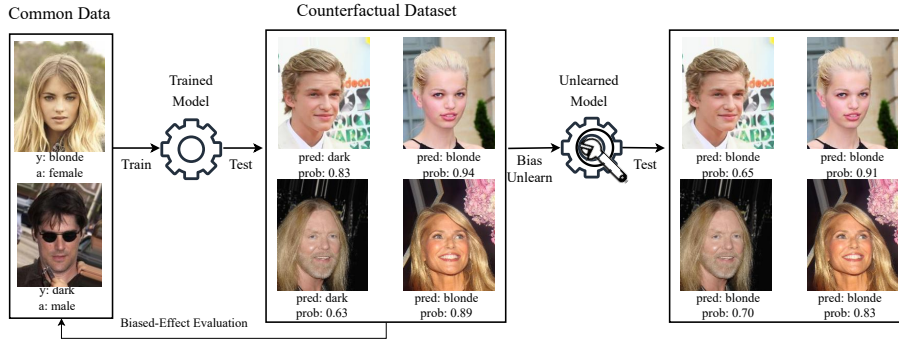 Common Data
y: blonde
a: female
y: dark
a: male
Train
Trained
Model
Test
Counterfactual Dataset
pred: dark
prob: 0.83
pred: blonde
prob: 0.94
pred: dark
prob: 0.63
pred: blonde
prob: 0.89
Biased-Effect Evaluation
Bias
Unlearn
Unlearned
Model
Test
pred: blonde
prob: 0.65
pred: blonde
prob: 0.91
pred: blonde
prob: 0.70
pred: blonde
prob: 0.83